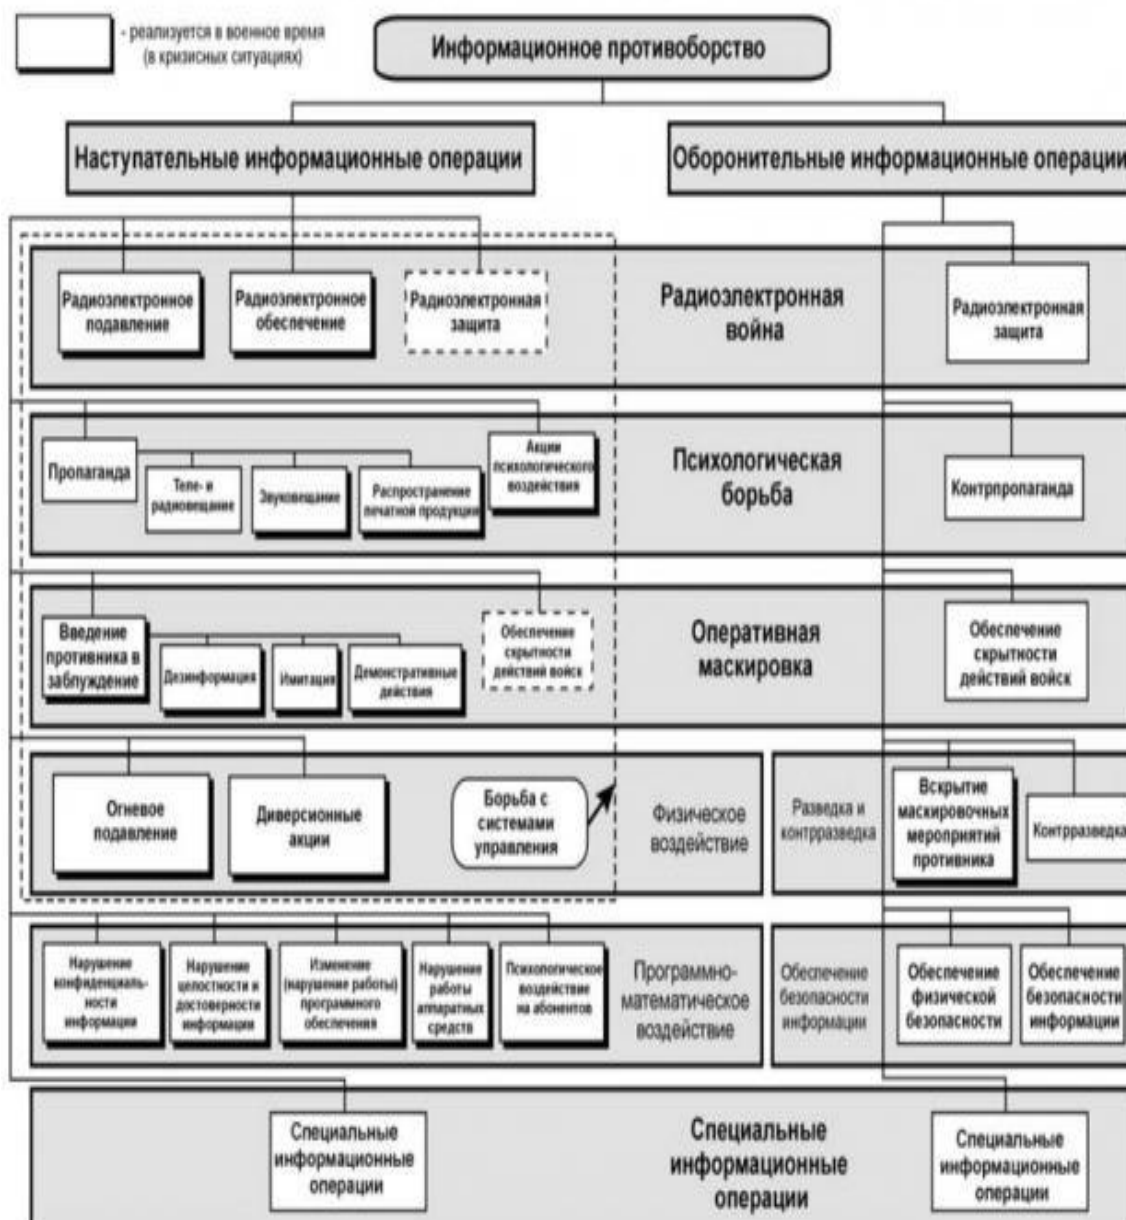 - реализуется в военное время
(в кризисных ситуациях)
Информационное противоборство
Наступательные информационные операции
Оборонительные информационные операции
Радиоэлектронное
подавление
Радиоэлектронное
обеспечение
Радиоэлектронная
защита
Радиоэлектронная
война
Радиоэлектронная
защита
Пропаганда
Теле- и
радиовещание
Звуковещание
Распространение
печатной продукции
Акции
психологического
воздействия
Психологическая
борьба
Контрпропаганда
Введение
противника в
заблуждение
Дезинформация
Имитация
Демонстративные
действия
Обеспечение
скрытности
действий войск
Оперативная
маскировка
Обеспечение
скрытности
действий войск
Огневое
подавление
Диверсионные
акции
Борьба с
системами
управления
Физическое
воздействие
Разведка и
контрразведка
Вскрытие
маскировочных
мероприятий
противника
Контрразведка
Нарушение
конфиденциаль-
ности
информации
Нарушение
целостности и
достоверности
информации
Изменение
(нарушение работы)
программного
обеспечения
Нарушение
работы
аппаратных
средств
Психологическое
воздействие
на абонентов
Программно-
математическое
воздействие
Обеспечение
безопасности
информации
Обеспечение
физической
безопасности
Обеспечение
безопасности
информации
Специальные
информационные
операции
Специальные
информационные
операции
Специальные
информационные
операции